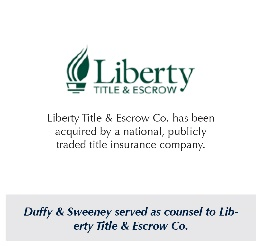 Liberty
TITLE & ESCROW
Liberty Title & Escrow Co. has been
acquired by a national, publicly
traded title insurance company.
Duffy & Sweeney served as counsel to Lib-
erty Title & Escrow Co.